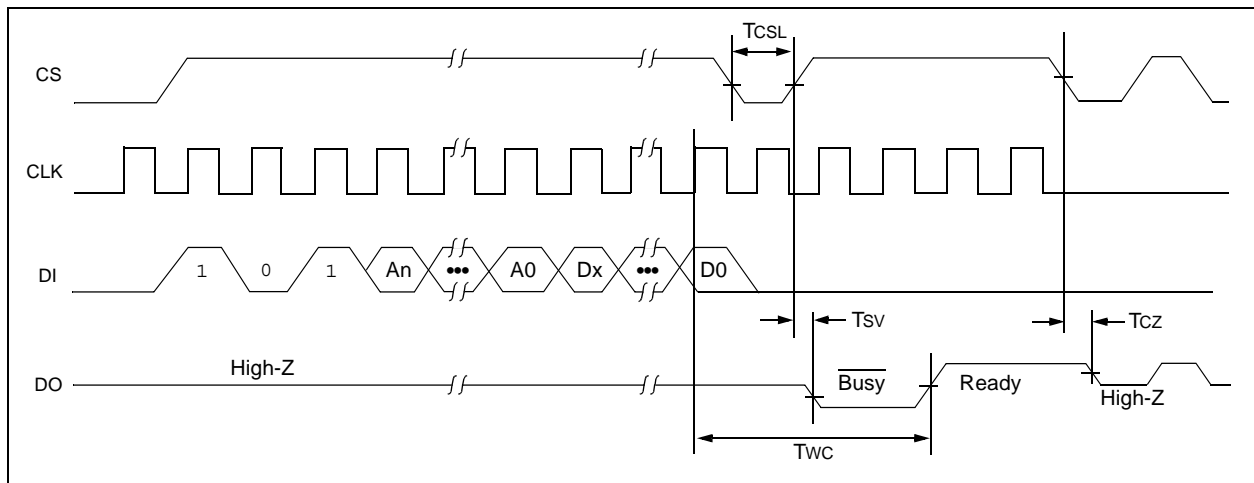 TCSL
CS
CLK
DI 1 0 1 An ••• A0 Dx ••• D0
TSV TCZ
DO High-Z Busy Ready High-Z
TWC